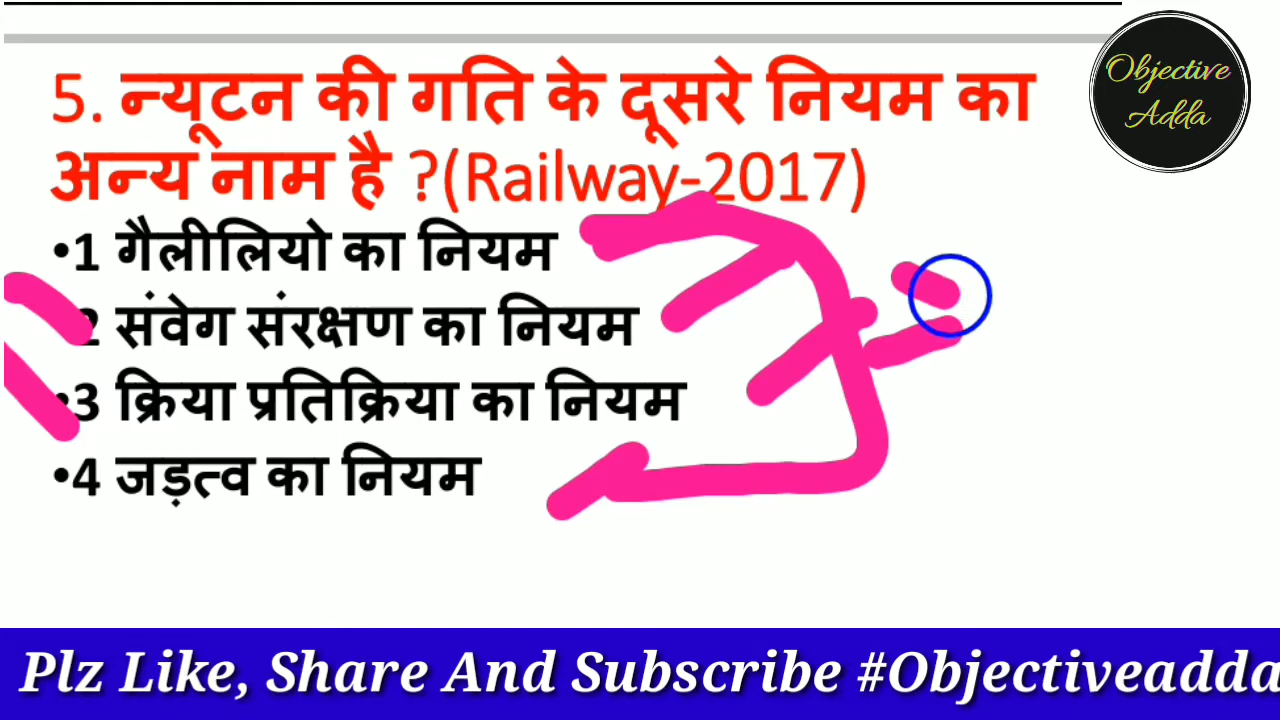 Objective
Adda
5. न्यूटन की गति के दूसरे नियम का
अन्य नाम है ?(Railway-2017)
•1 गैलीलियो का नियम
2 संवेग संरक्षण का नियम
•3 क्रिया प्रतिक्रिया का नियम
•4 जड़त्व का नियम
Plz Like, Share And Subscribe #Objectiveadda